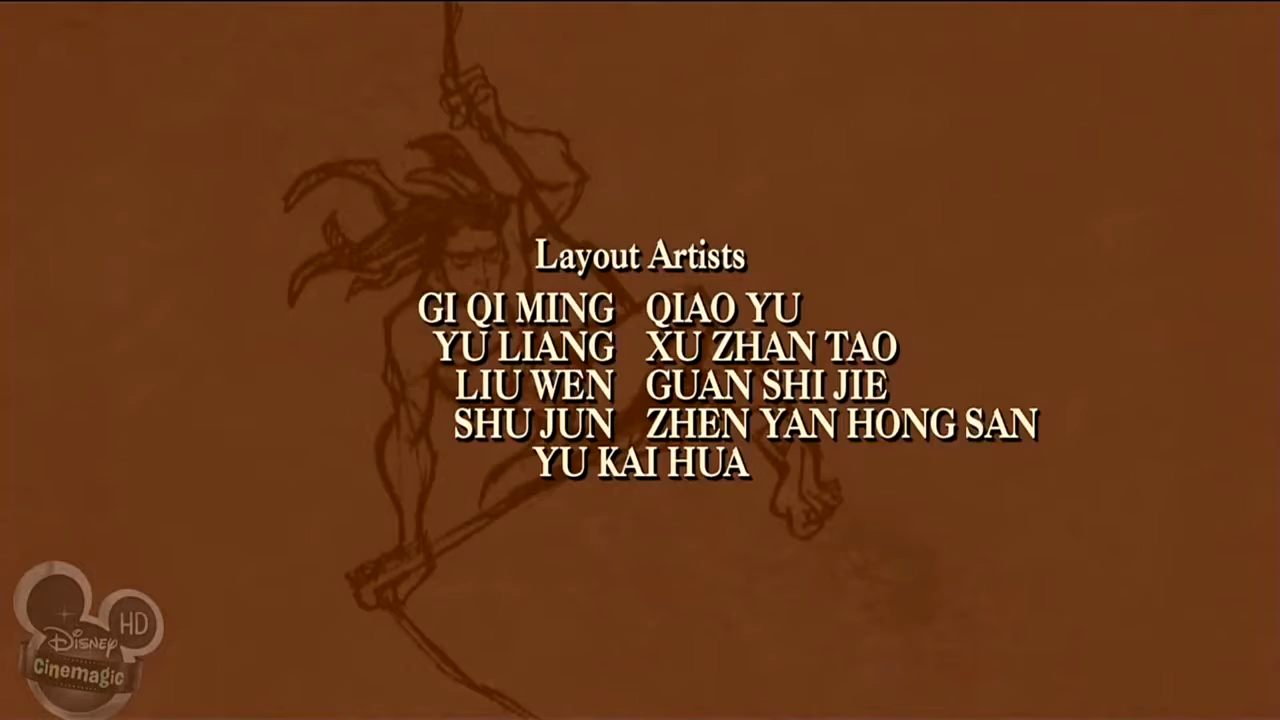 Layout Artists
GI QI MING QIAO YU
YU LIANG XU ZHAN TAO
LIU WEN GUAN SHI JIE
SHU JUN ZHEN YAN HONG SAN
YU KAI HUA
HD
Disney
Cinemagic